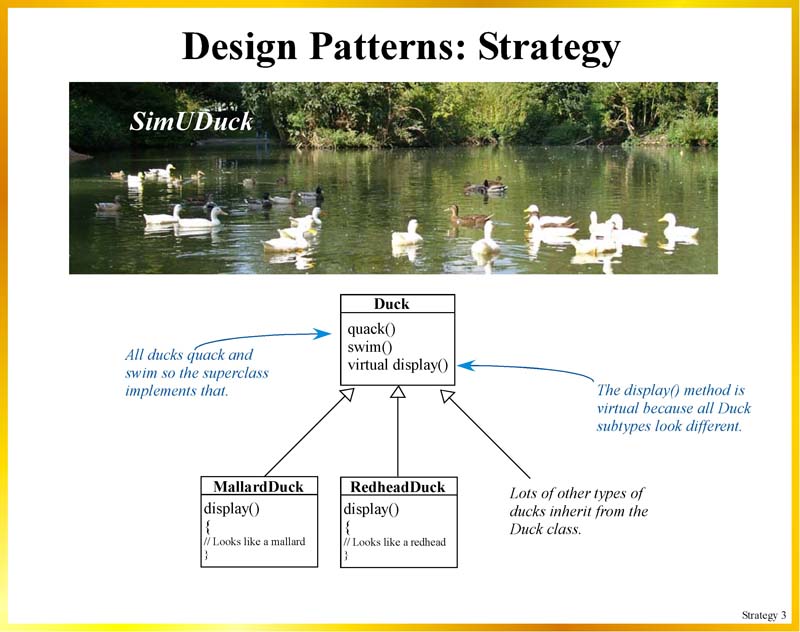 Design Patterns: Strategy
SimUDuck
Duck
quack()
swim()
virtual display()
All ducks quack and
swim so the superclass
implements that.
The display() method is
virtual because all Duck
subtypes look different.
MallardDuck
display()
{
// Looks like a mallard
}
RedheadDuck
display()
{
// Looks like a redhead
}
Lots of other types of
ducks inherit from the
Duck class.
Strategy 3